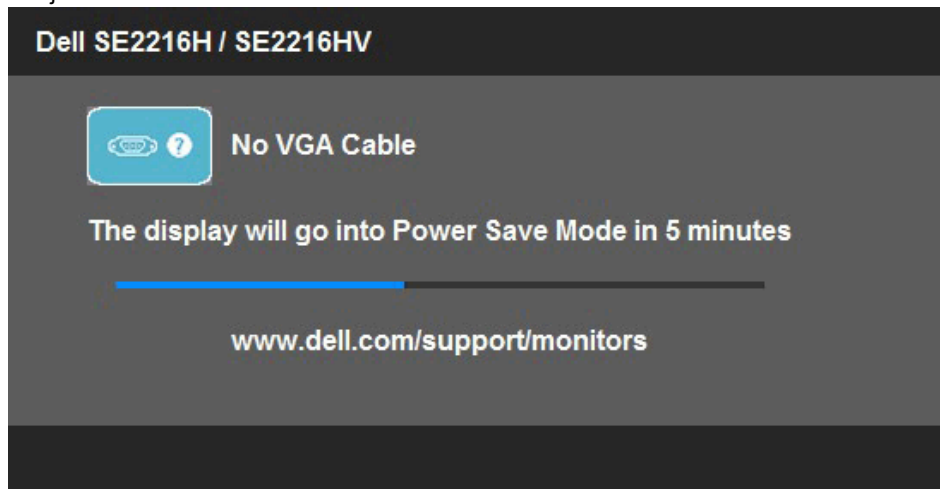 Dell SE2216H / SE2216HV
No VGA Cable
The display will go into Power Save Mode in 5 minutes
www.dell.com/support/monitors